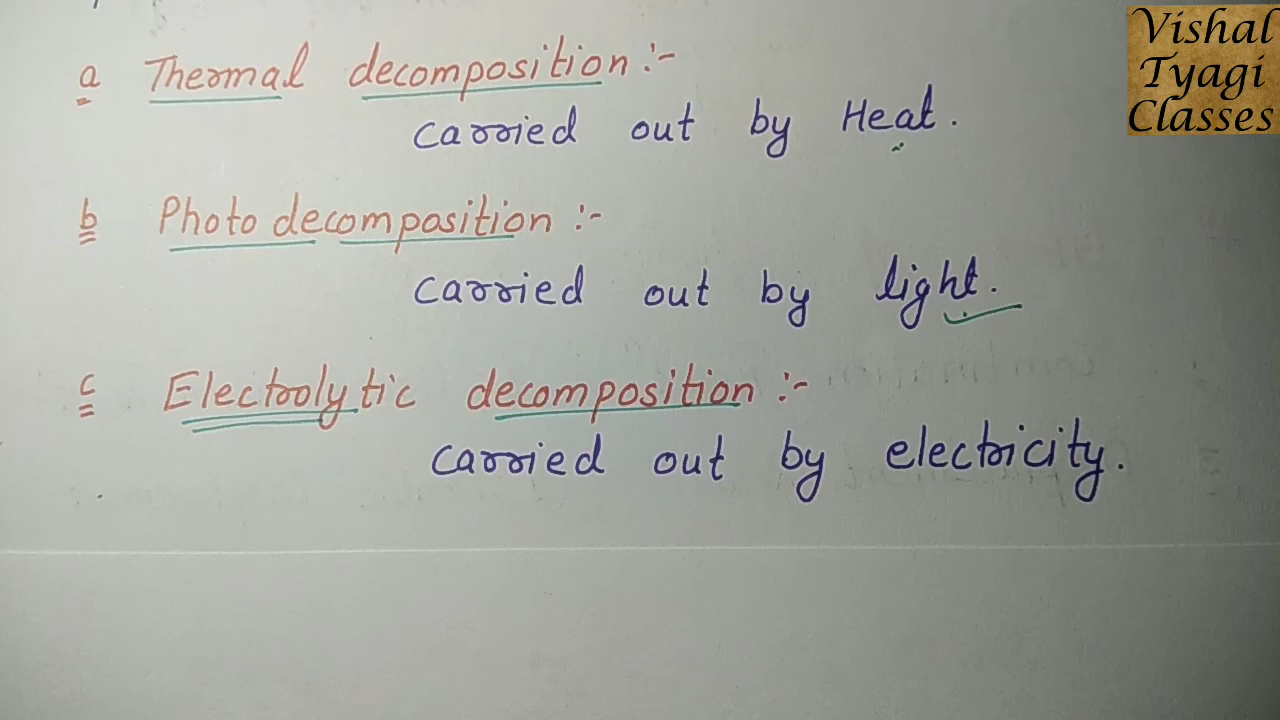 a Thermal decomposition :-
carried out by Heat.
b Photo decomposition :-
carried out by light.
c Electrolytic decomposition :-
carried out by electricity.
Vishal
Tyagi
Classes